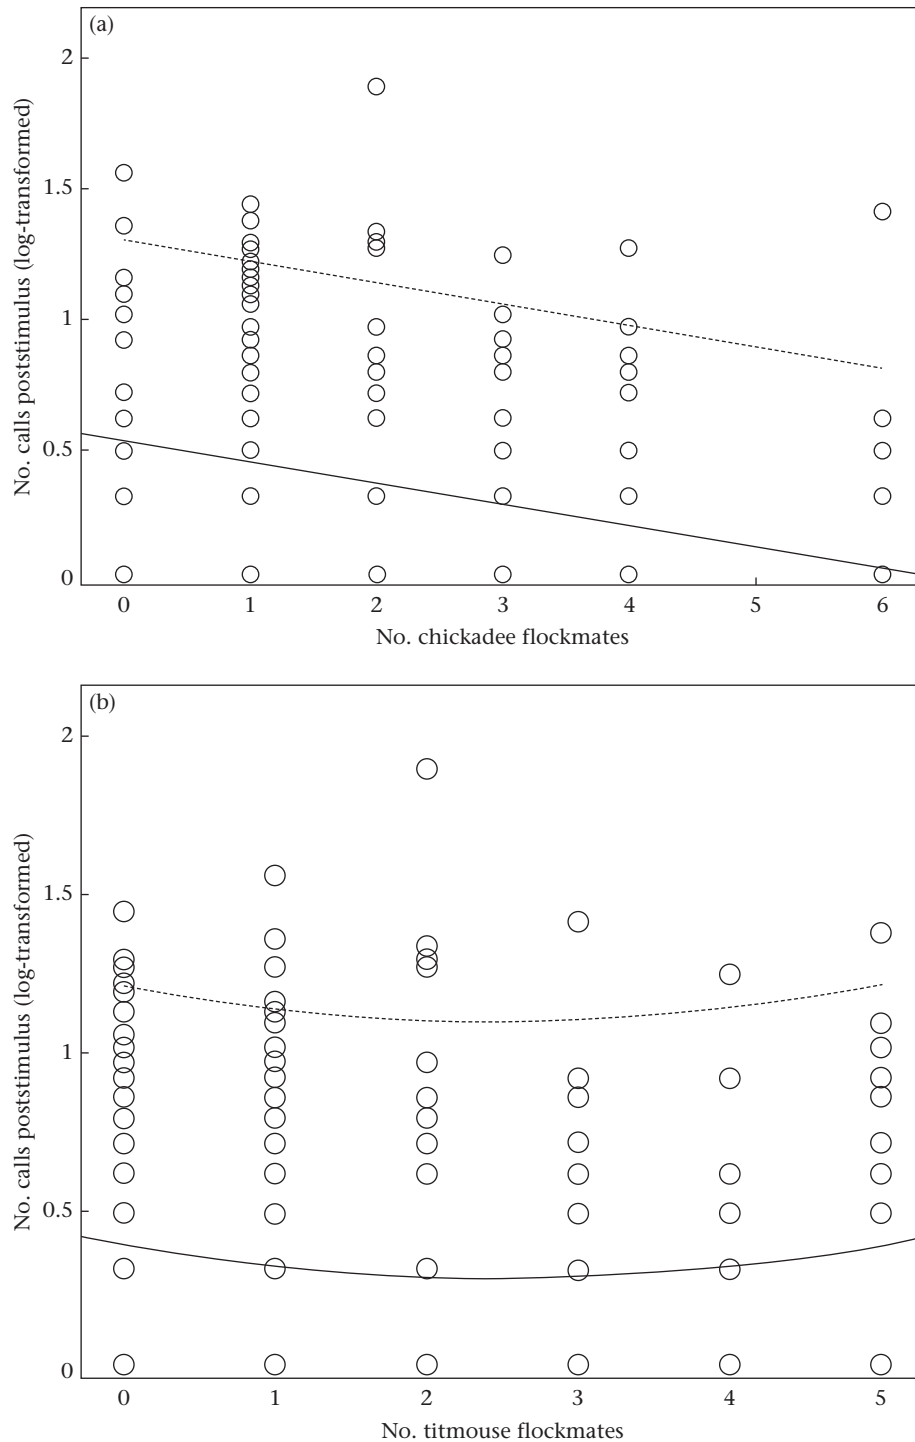 (a)
2
1.5
1
0.5
0
No. calls poststimulus (log-transformed)
0 1 2 3 4 5 6
No. chickadee flockmates
(b)
2
1.5
1
0.5
0
No. calls poststimulus (log-transformed)
0 1 2 3 4 5
No. titmouse flockmates